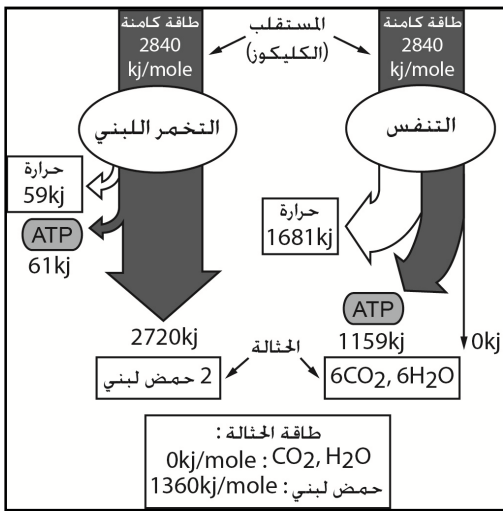 طاقة كامنة
2840
kj/mole
المستقلب
(الكليكوز)
طاقة كامنة
2840
kj/mole
التنفس
التخمر اللبني
حرارة
1681kj
حرارة
59kj
ATP
61kj
ATP
1159kj
0kj
2720kj
الحثالة
6CO₂, 6H₂O
2 حمض لبني
طاقة الحثالة :
0kj/mole : CO₂, H₂O
حمض لبني : 1360kj/mole